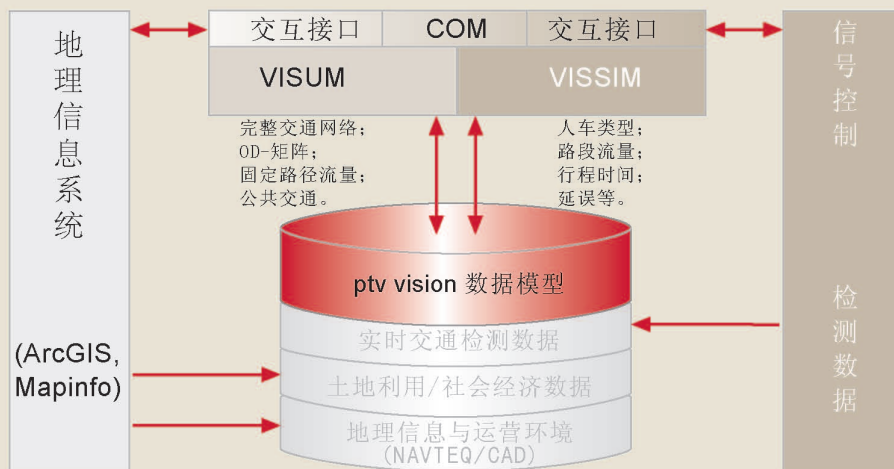 地理信息系统
(ArcGIS,
Mapinfo)
交互接口
COM
交互接口
VISUM
VISSIM
完整交通网络；
OD-矩阵；
固定路径流量；
公共交通。
人车类型；
路段流量；
行程时间；
延误等。
ptv vision 数据模型
实时交通检测数据
土地利用/社会经济数据
地理信息与运营环境
(NAVTEQ/CAD)
信号控制
检测数据